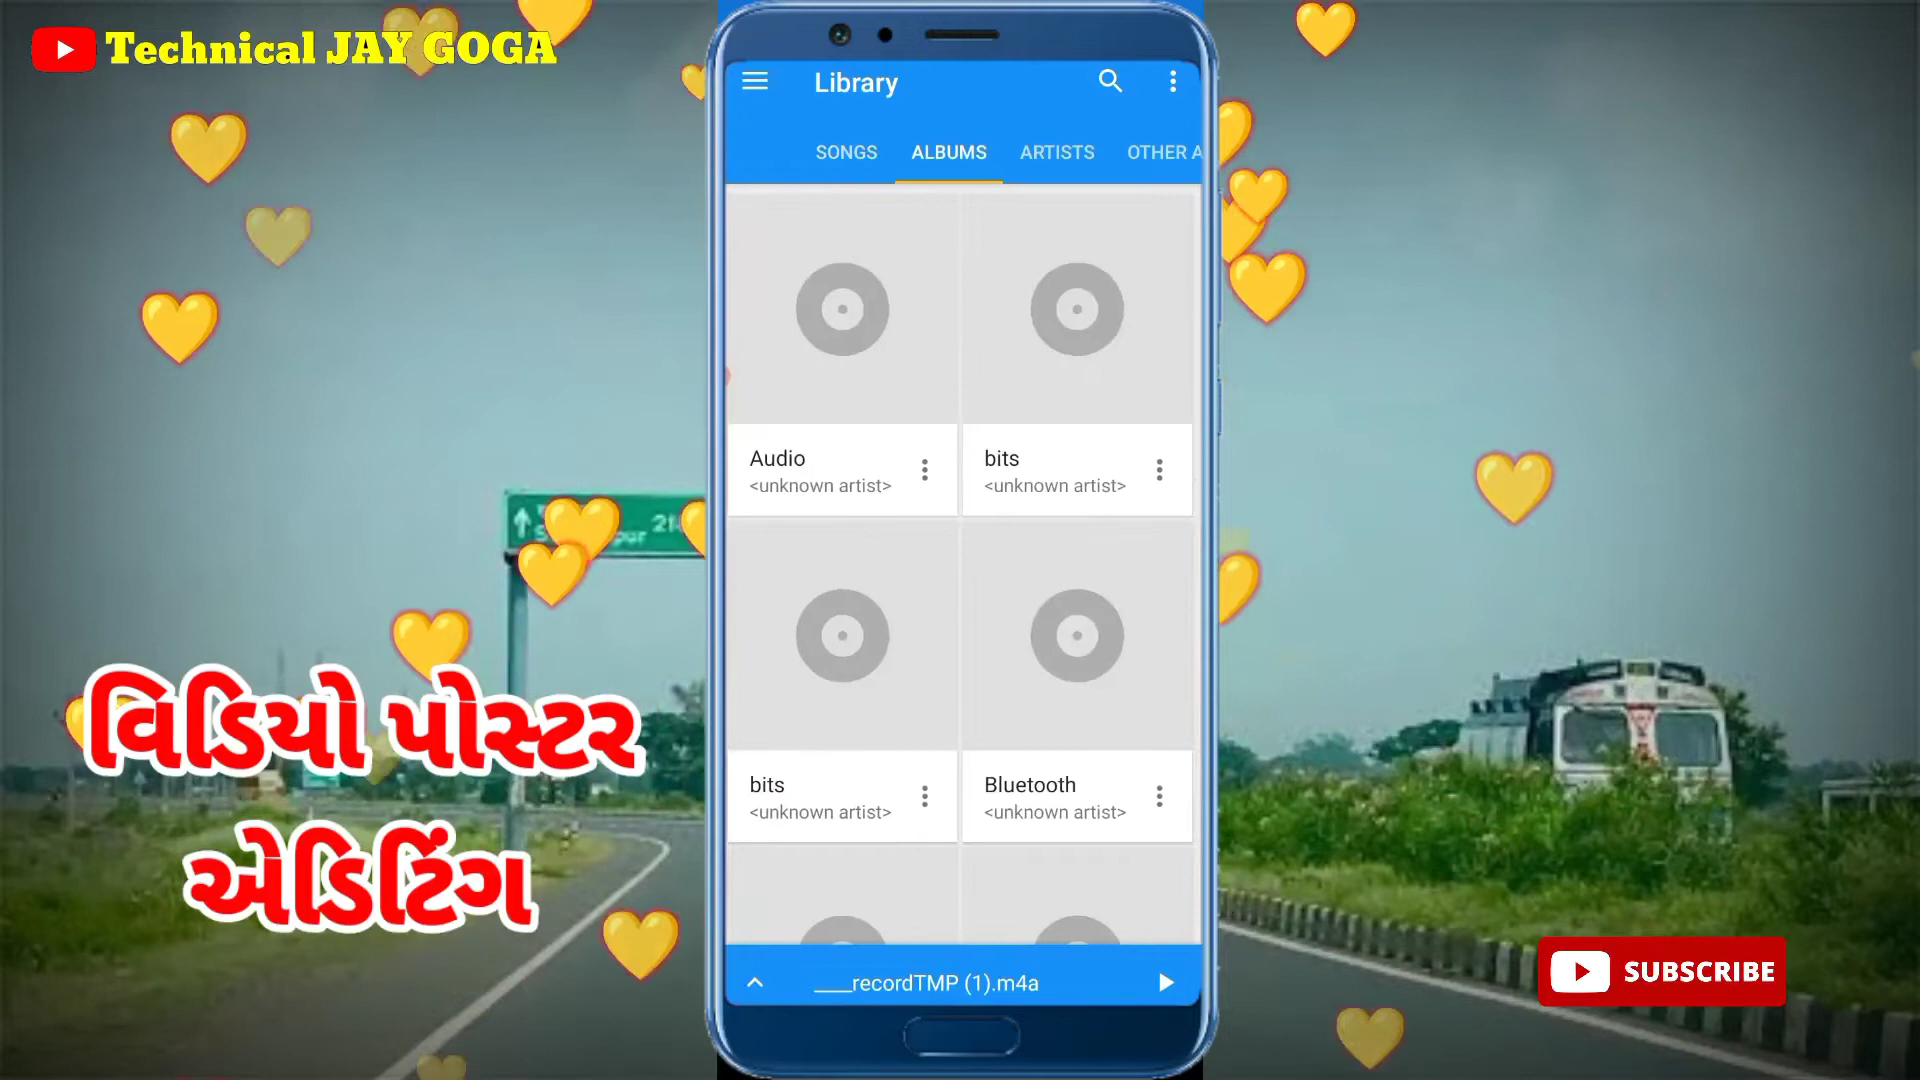 Technical JAY GOGA
Library
SONGS ALBUMS ARTISTS OTHER A
Audio
<unknown artist>
bits
<unknown artist>
bits
<unknown artist>
Bluetooth
<unknown artist>
____recordTMP (1).m4a
વિડિયો પોસ્ટર
એડિટિંગ
SUBSCRIBE